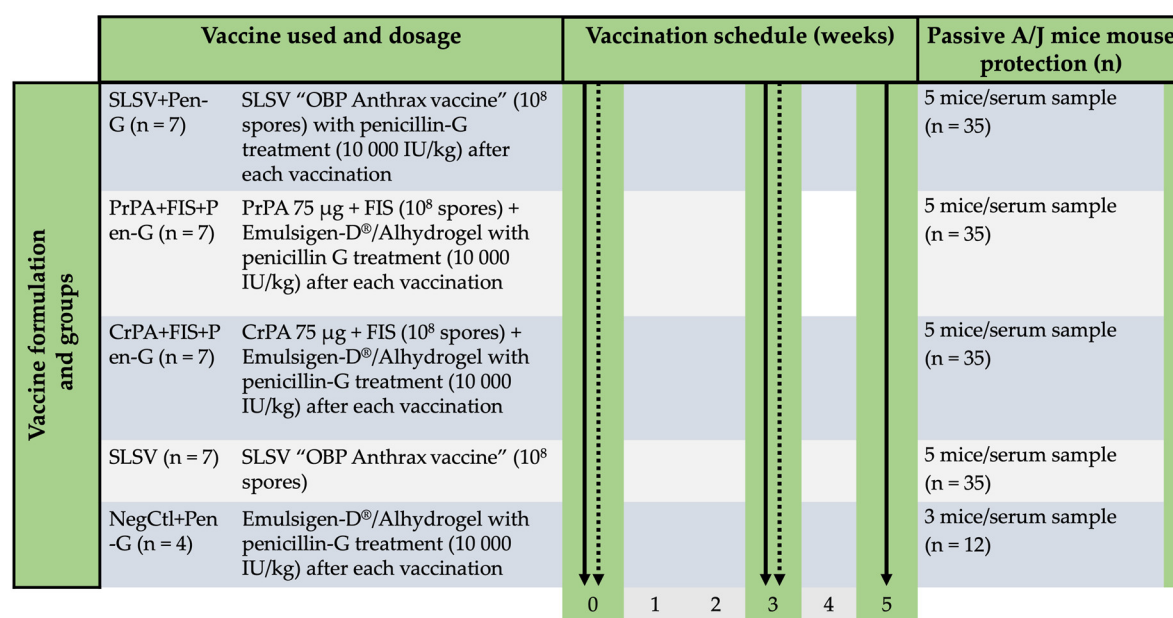 Vaccine used and dosage
Vaccination schedule (weeks)
Passive A/J mice mouse
protection (n)
Vaccine formulation
and groups
SLSV+Pen-
G (n = 7)
SLSV “OBP Anthrax vaccine” (10⁸
spores) with penicillin-G
treatment (10 000 IU/kg) after
each vaccination
5 mice/serum sample
(n = 35)
PrPA+FIS+P
en-G (n = 7)
PrPA 75 µg + FIS (10⁸ spores) +
Emulsigen-D®/Alhydrogel with
penicillin G treatment (10 000
IU/kg) after each vaccination
5 mice/serum sample
(n = 35)
CrPA+FIS+P
en-G (n = 7)
CrPA 75 µg + FIS (10⁸ spores) +
Emulsigen-D®/Alhydrogel with
penicillin-G treatment (10 000
IU/kg) after each vaccination
5 mice/serum sample
(n = 35)
SLSV (n = 7)
SLSV “OBP Anthrax vaccine” (10⁸
spores)
5 mice/serum sample
(n = 35)
NegCtl+Pen
-G (n = 4)
Emulsigen-D®/Alhydrogel with
penicillin-G treatment (10 000
IU/kg) after each vaccination
3 mice/serum sample
(n = 12)
0 1 2 3 4 5